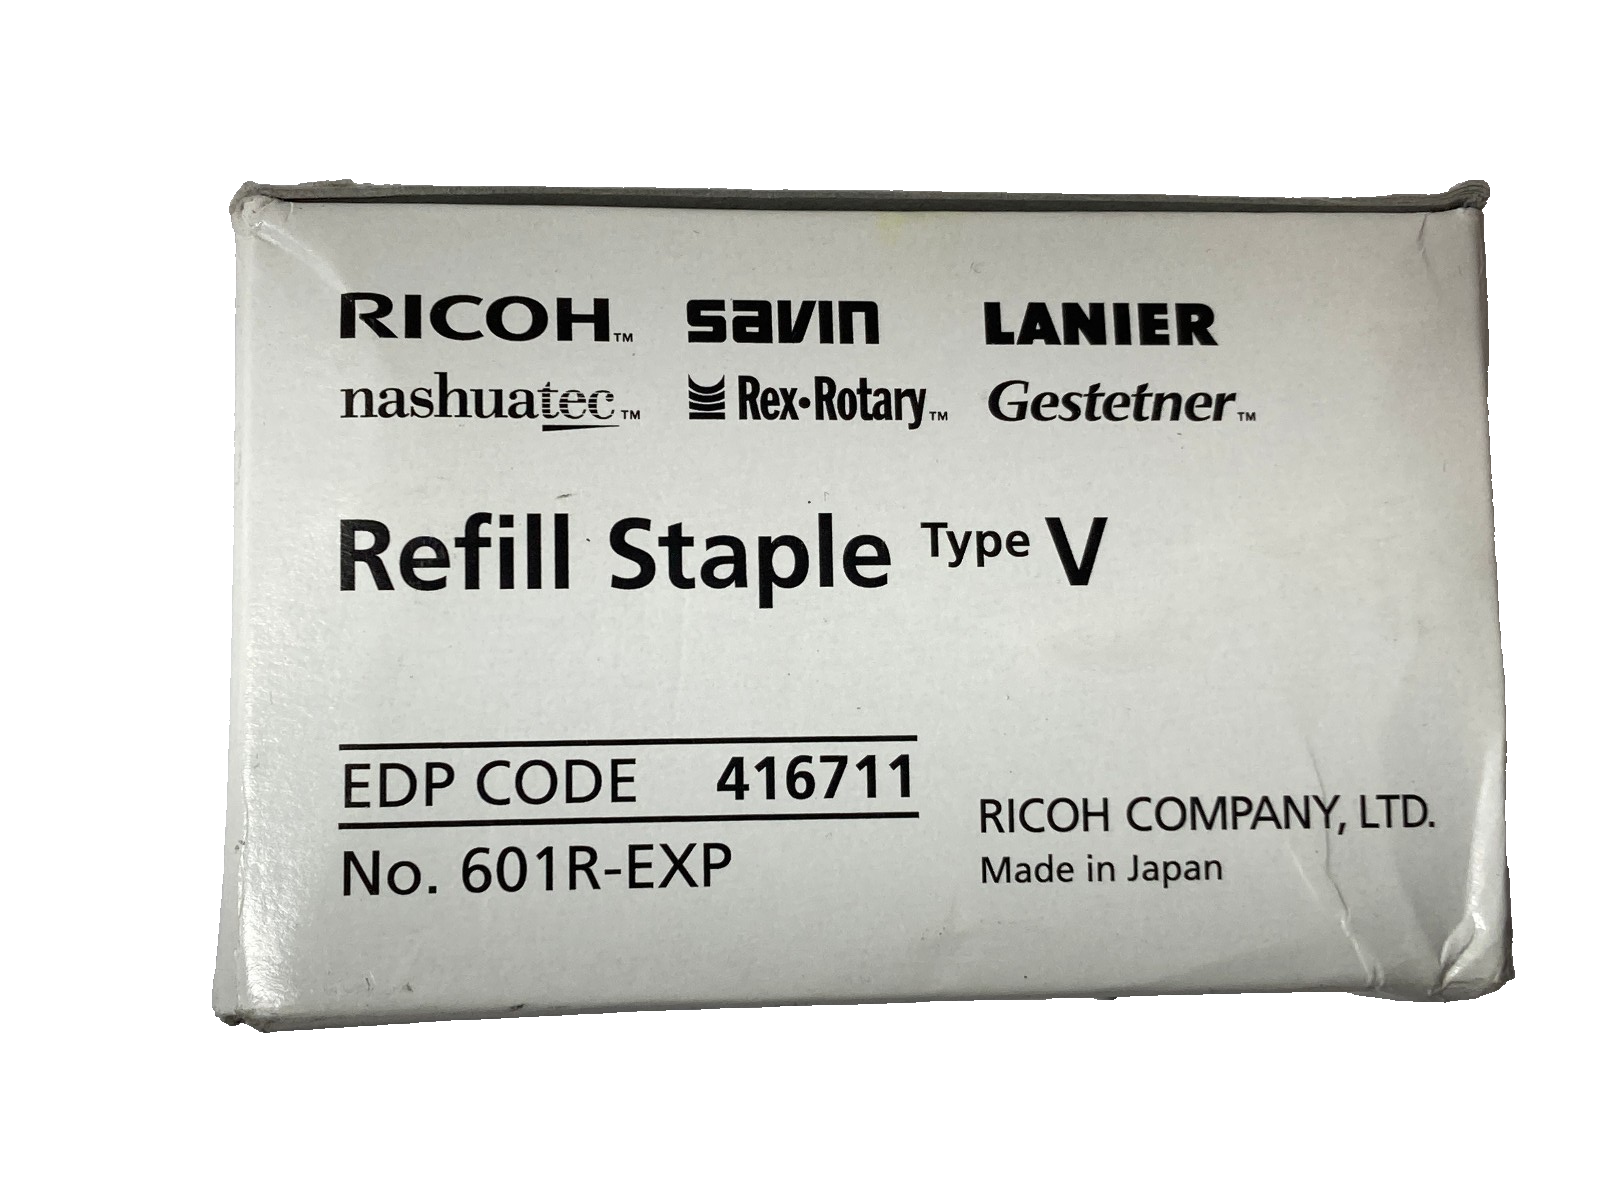 RICOH™ savin LANIER
nashuatec™ Rex•Rotary™ Gestetner™
Refill Staple Type V
EDP CODE 416711
No. 601R-EXP
RICOH COMPANY, LTD.
Made in Japan